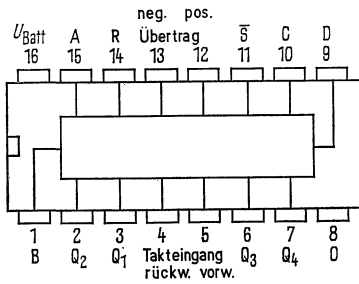 neg. pos.
U Batt A R Übertrag S̅ C D
16 15 14 13 12 11 10 9
1 2 3 4 5 6 7 8
B Q2 Q1 Takteingang Q3 Q4 0
rückw. vorw.